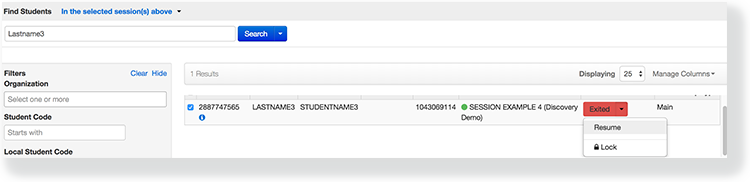 Find Students In the selected session(s) above
Lastname3 Search
Filters Clear Hide
Organization
Select one or more
Student Code
Starts with
Local Student Code
1 Results Displaying 25 Manage Columns
2887747565 LASTNAME3 STUDENTNAME3 1043069114 SESSION EXAMPLE 4 (Discovery Demo) Exited Main
Resume
Lock